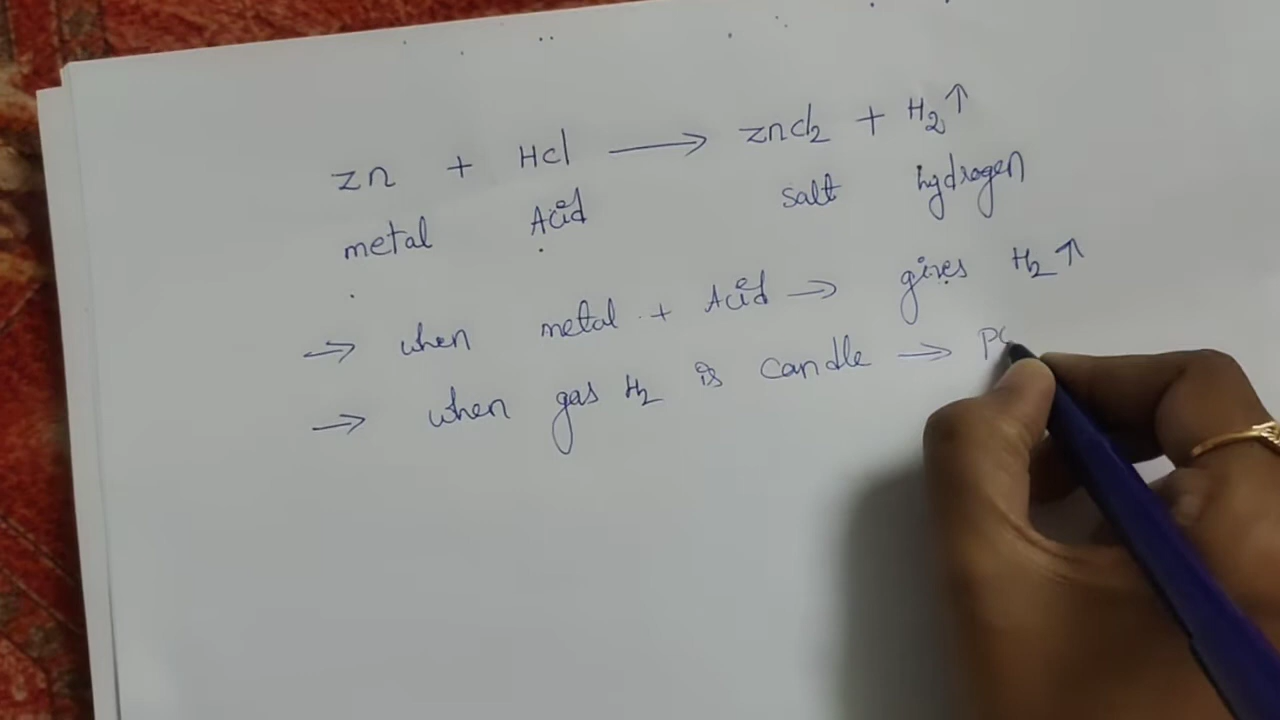 zn + Hcl → zncl2 + H2↑
metal Acid salt hydrogen
⇒ when metal + Acid → gives H2↑
⇒ when gas H2 is candle →